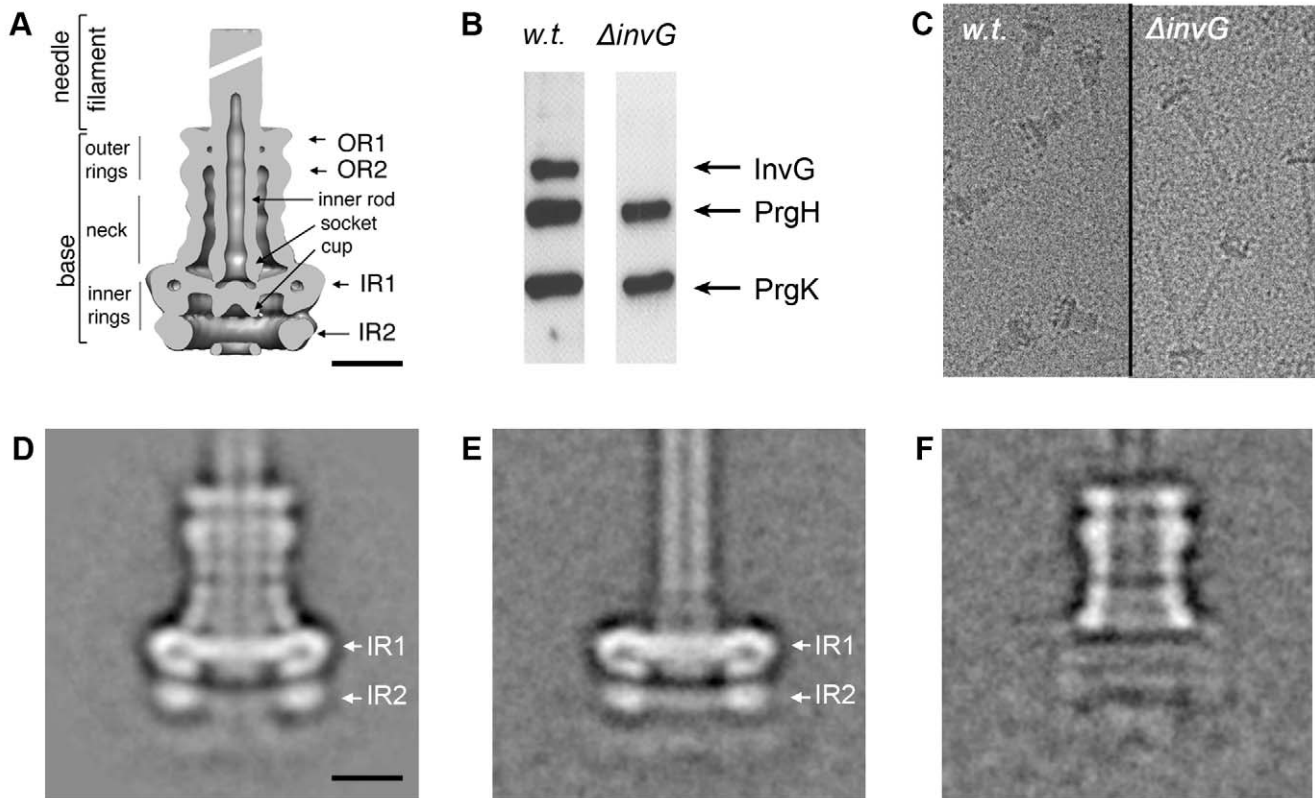 A
needle
filament
base
outer
rings
neck
inner
rings
OR1
OR2
inner rod
socket
cup
IR1
IR2
B
w.t.
ΔinvG
InvG
PrgH
PrgK
C
w.t.
ΔinvG
D
IR1
IR2
E
IR1
IR2
F